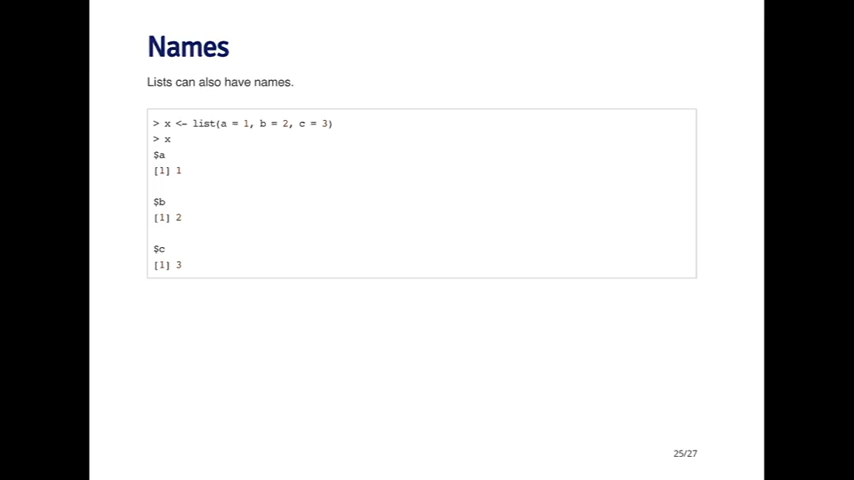 Names
Lists can also have names.
> x <- list(a = 1, b = 2, c = 3)
> x
$a
[1] 1
$b
[1] 2
$c
[1] 3
25/27